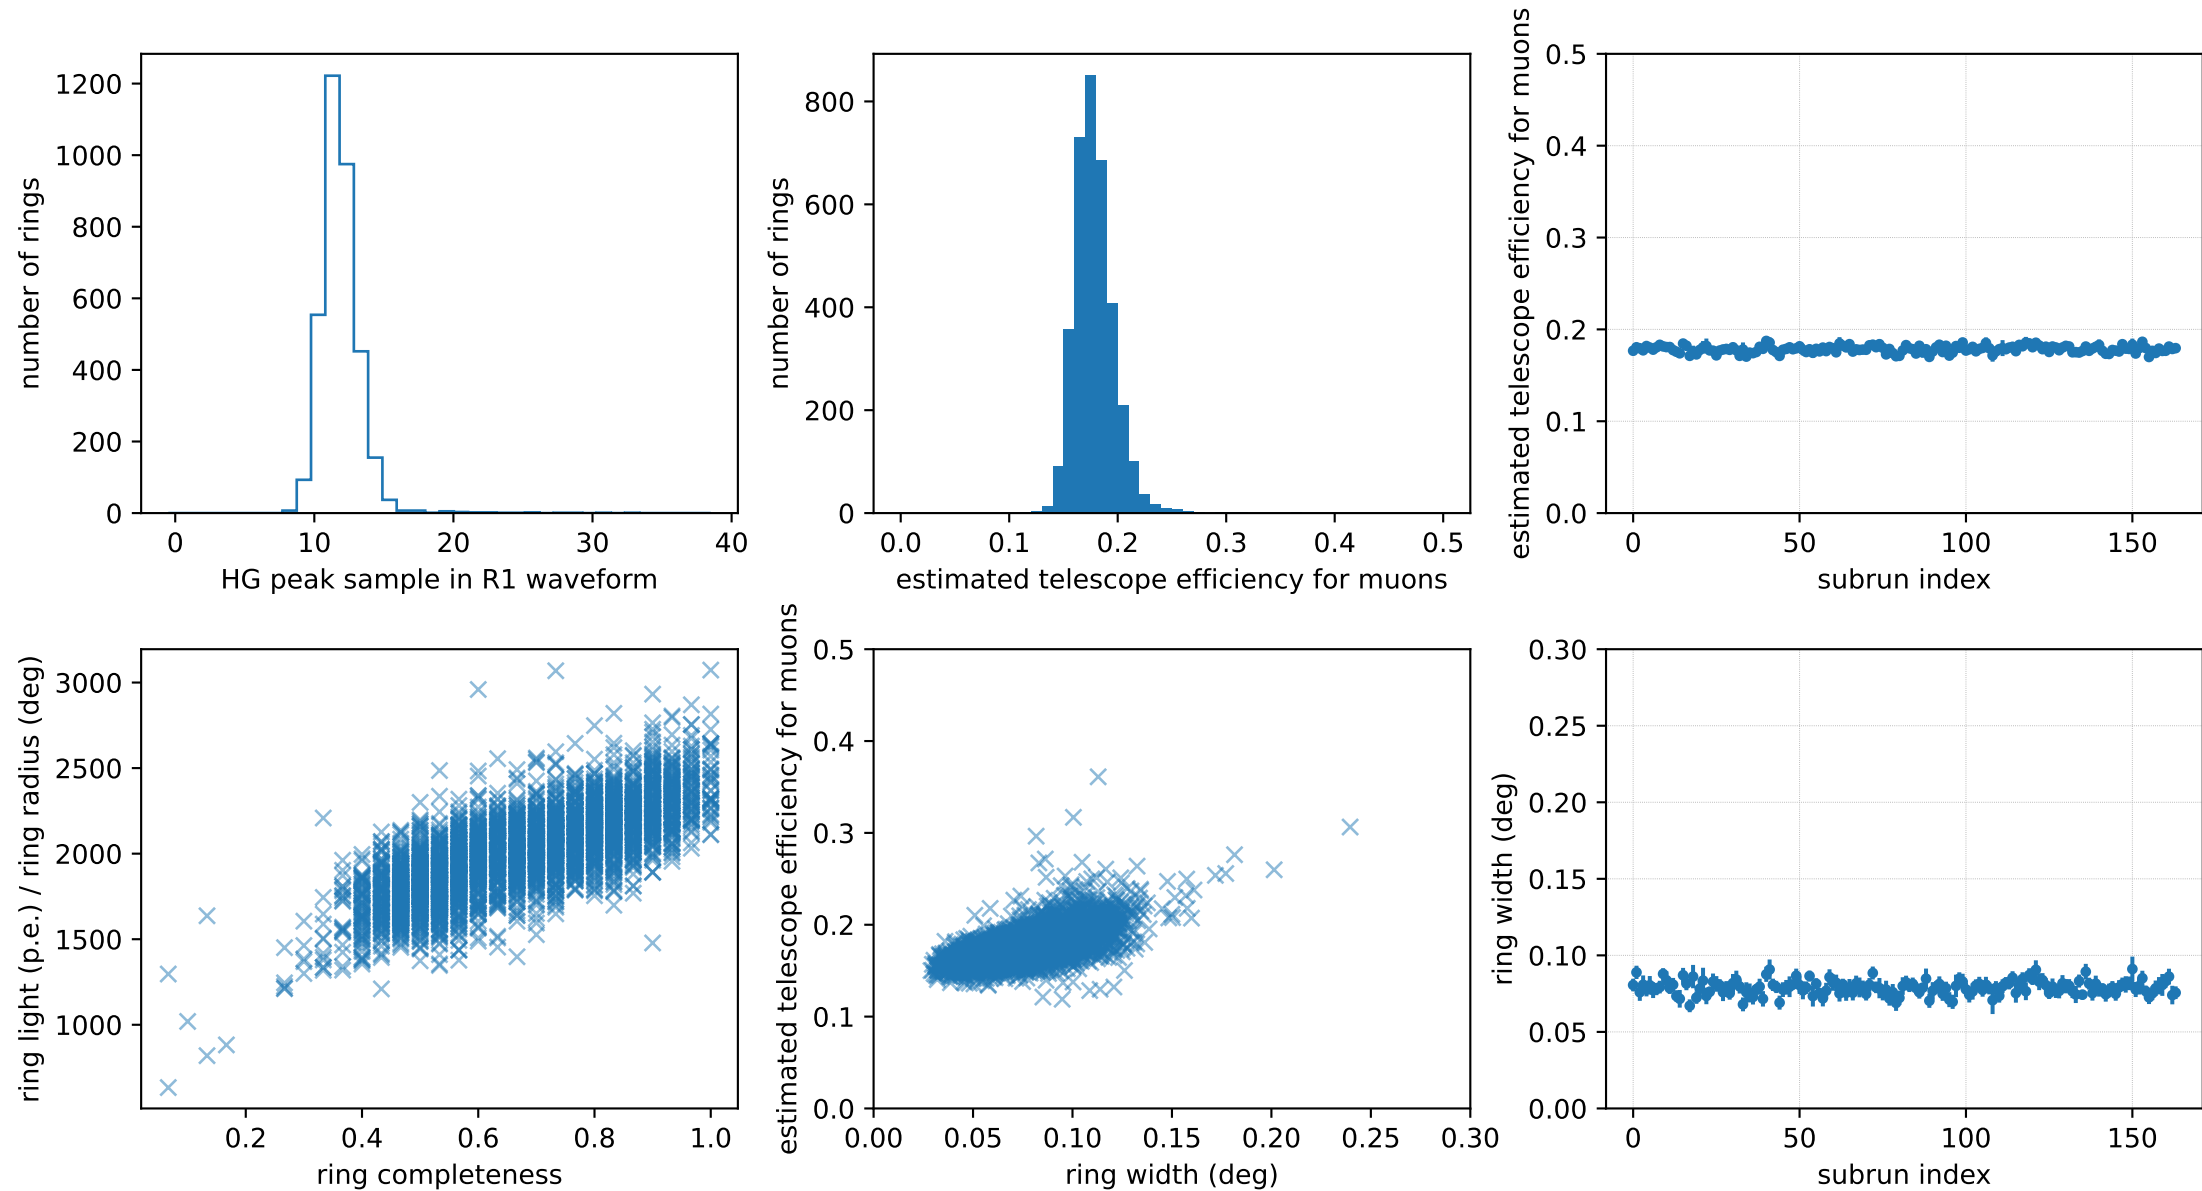 number of rings
1200
1000
800
600
400
200
0
0 10 20 30 40
HG peak sample in R1 waveform
number of rings
800
600
400
200
0
0.0 0.1 0.2 0.3 0.4 0.5
estimated telescope efficiency for muons
estimated telescope efficiency for muons
0.5
0.4
0.3
0.2
0.1
0.0
0 50 100 150
subrun index
ring light (p.e.) / ring radius (deg)
3000
2500
2000
1500
1000
0.2 0.4 0.6 0.8 1.0
ring completeness
estimated telescope efficiency for muons
0.5
0.4
0.3
0.2
0.1
0.0
0.00 0.05 0.10 0.15 0.20 0.25 0.30
ring width (deg)
ring width (deg)
0.30
0.25
0.20
0.15
0.10
0.05
0.00
0 50 100 150
subrun index